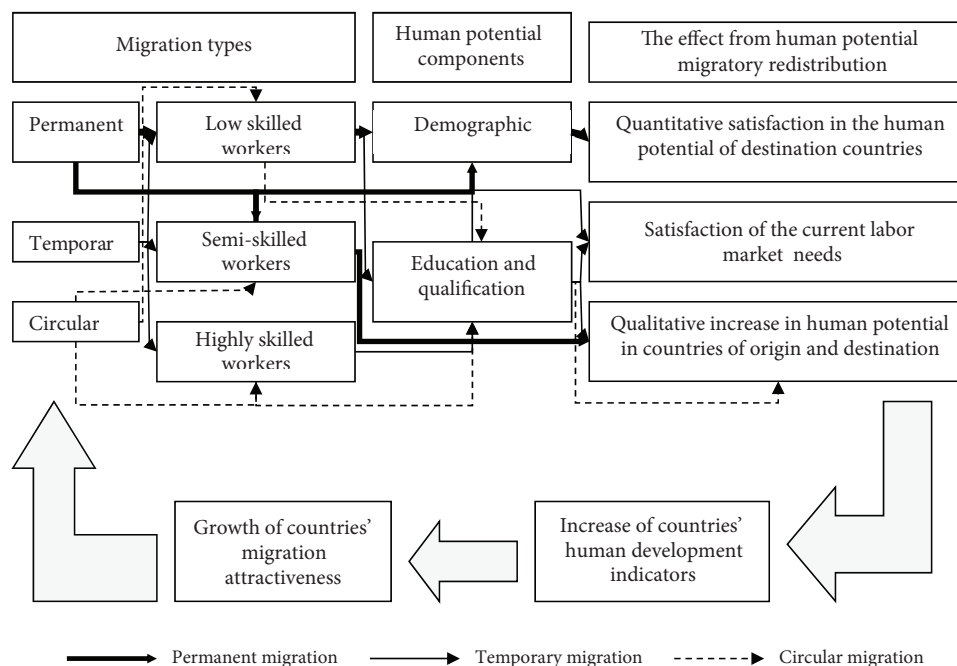 Migration types
Human potential
components
The effect from human potential
migratory redistribution
Permanent
Low skilled
workers
Demographic
Quantitative satisfaction in the human
potential of destination countries
Temporar
Semi-skilled
workers
Education and
qualification
Satisfaction of the current labor
market needs
Circular
Highly skilled
workers
Qualitative increase in human potential
in countries of origin and destination
Growth of countries’
migration
attractiveness
Increase of countries’
human development
indicators
Permanent migration
Temporary migration
Circular migration